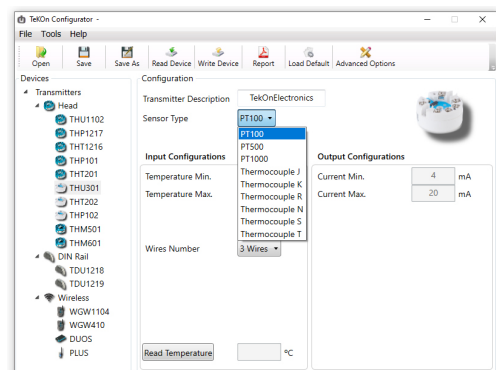 TeKOn Configurator -
File Tools Help
Open Save Save As Read Device Write Device Report Load Default Advanced Options
Devices
Transmitters
Head
THU1102
THP1217
THT1216
THP101
THT201
THU301
THT202
THP102
THM501
THM601
DIN Rail
TDU1218
TDU1219
Wireless
WGW1104
WGW410
DUOS
PLUS
Configuration
Transmitter Description TekOnElectronics
Sensor Type PT100
PT100
PT500
PT1000
Thermocouple J
Thermocouple K
Thermocouple R
Thermocouple N
Thermocouple S
Thermocouple T
Input Configurations
Temperature Min.
Temperature Max.
Wires Number 3 Wires
Read Temperature ºC
Output Configurations
Current Min. 4 mA
Current Max. 20 mA